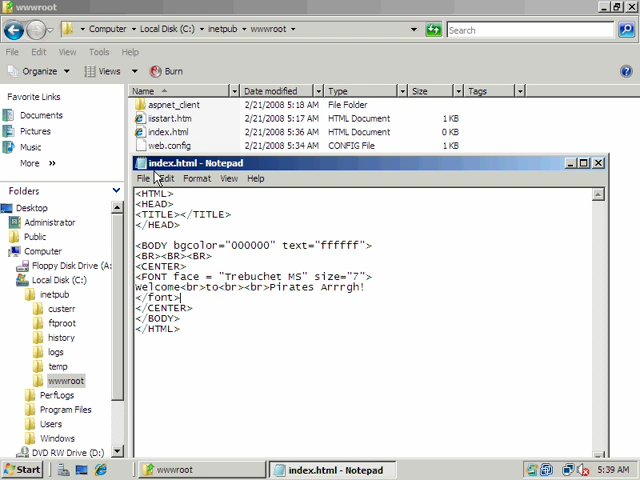 wwwroot
Computer Local Disk (C:) inetpub wwwroot Search
File Edit View Tools Help
Organize Views Burn
Favorite Links
Documents
Pictures
Music
More »
Folders
Desktop
Administrator
Public
Computer
Floppy Disk Drive (A:
Local Disk (C:)
inetpub
custerr
ftproot
history
logs
temp
wwwroot
PerfLogs
Program Files
Users
Windows
DVD RW Drive (D:)
Name Date modified Type Size Tags
aspnet_client 2/21/2008 5:18 AM File Folder
iisstart.htm 2/21/2008 5:17 AM HTML Document 1 KB
index.html 2/21/2008 5:36 AM HTML Document 0 KB
web.config 2/21/2008 5:34 AM CONFIG File 1 KB
index.html - Notepad
File Edit Format View Help
<HTML>
<HEAD>
<TITLE></TITLE>
</HEAD>
<BODY bgcolor="000000" text="ffffff">
<BR><BR><BR>
<CENTER>
<FONT face = "Trebuchet MS" size="7">
Welcome<br>to<br><br>Pirates Arrrgh!
</font>
</CENTER>
</BODY>
</HTML>
Start wwwroot index.html - Notepad 5:39 AM